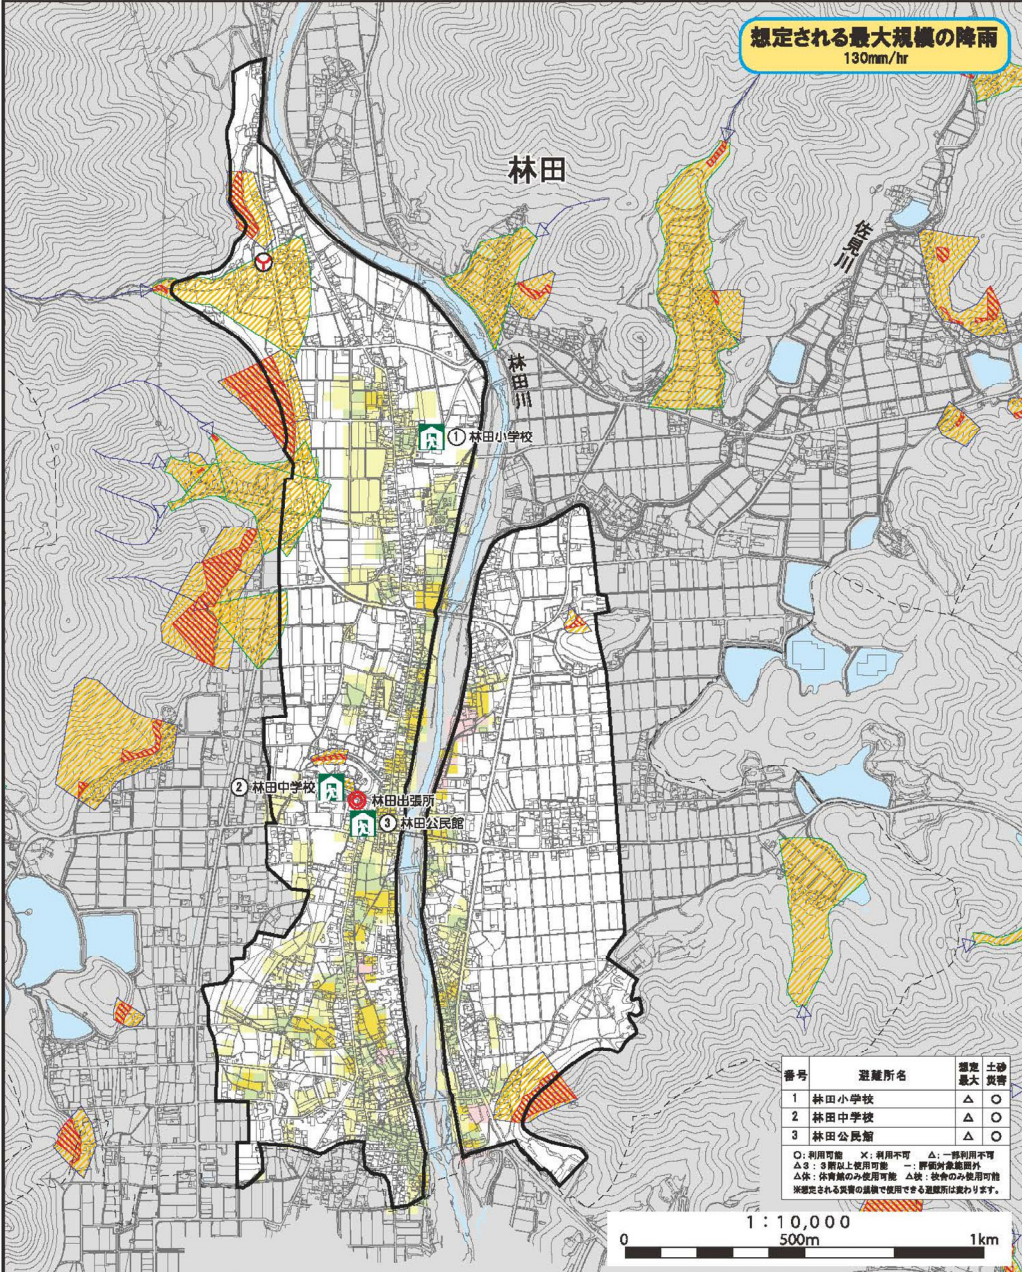 想定される最大規模の降雨
130mm/hr
林田
佐見川
林田川
① 林田小学校
② 林田中学校
林田出張所
③ 林田公民館
番号 避難所名 想定最大 土砂災害
1 林田小学校 △ ○
2 林田中学校 △ ○
3 林田公民館 △ ○
○：利用可能 ×：利用不可 △：一部利用不可
△3：3階以上使用可能 －：評価対象範囲外
△体：体育館のみ使用可能 △校：校舎のみ使用可能
※想定される災害の規模で使用できる避難所は変わります。
1：10,000
0 500m 1km